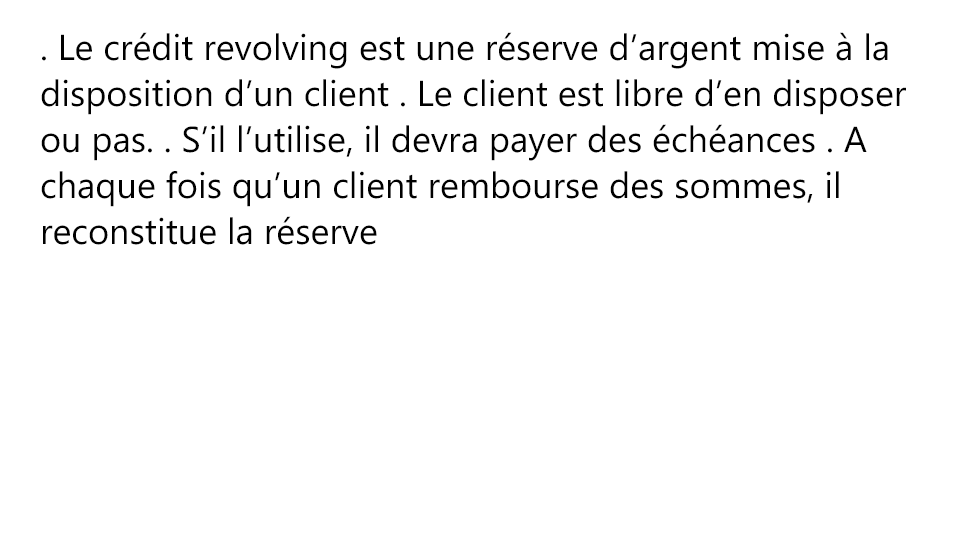 . Le crédit revolving est une réserve d’argent mise à la
disposition d’un client . Le client est libre d’en disposer
ou pas. . S’il l’utilise, il devra payer des échéances . A
chaque fois qu’un client rembourse des sommes, il
reconstitue la réserve